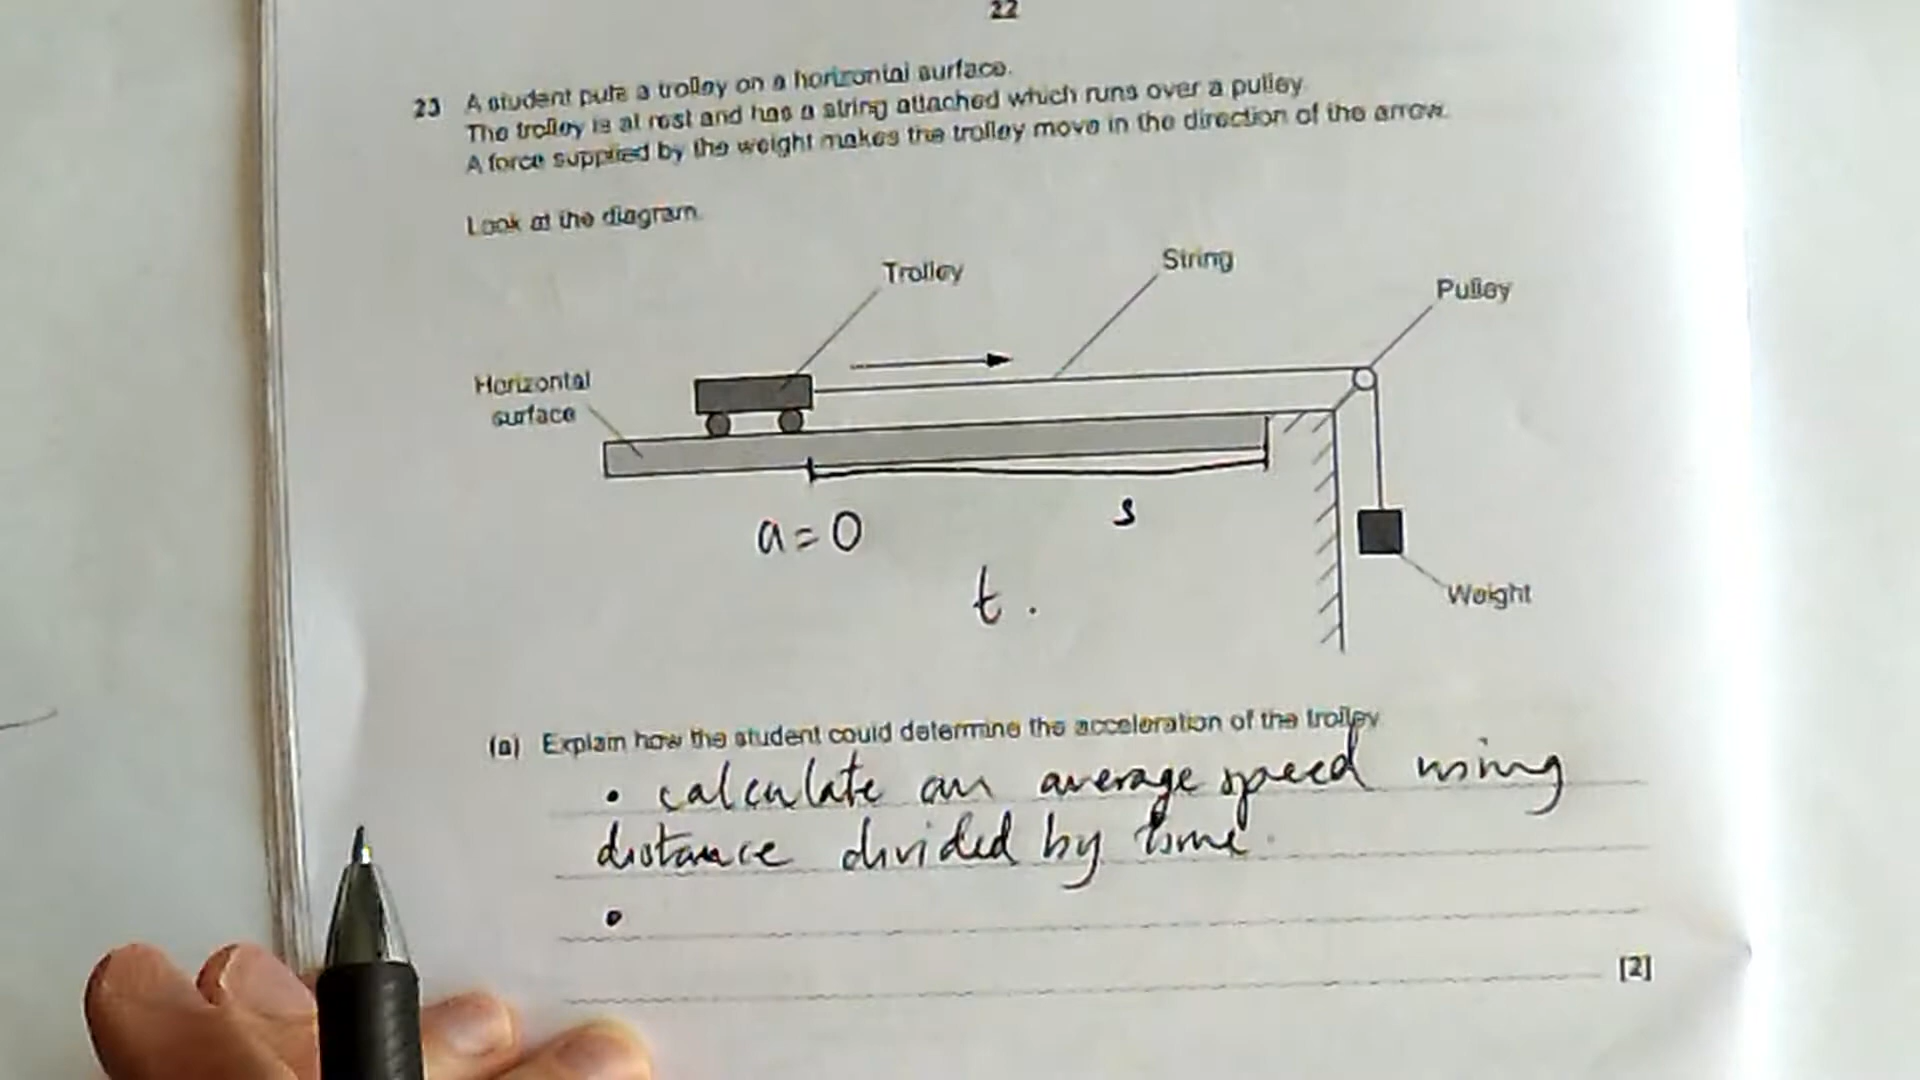 22
23 A student puts a trolley on a horizontal surface.
The trolley is at rest and has a string attached which runs over a pulley.
A force supplied by the weight makes the trolley move in the direction of the arrow.
Look at the diagram.
Trolley
String
Pulley
Horizontal
surface
a = 0
s
t.
Weight
(a) Explain how the student could determine the acceleration of the trolley
• calculate an average speed using
distance divided by time.
•
[2]